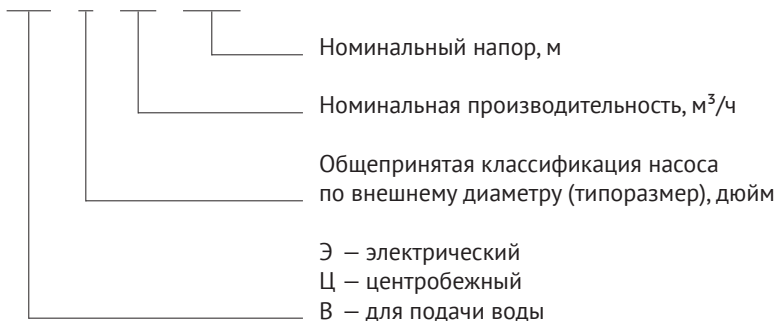 Номинальный напор, м
Номинальная производительность, м³/ч
Общепринятая классификация насоса
по внешнему диаметру (типоразмер), дюйм
Э — электрический
Ц — центробежный
В — для подачи воды